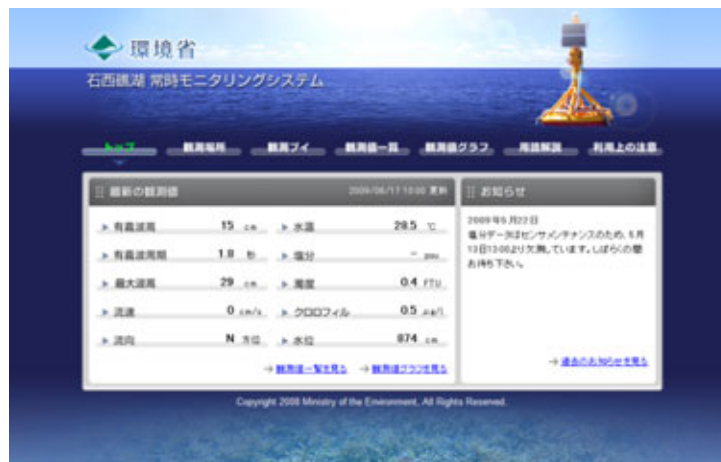 環境省
石西礁湖 常時モニタリングシステム
トップ 観測場所 観測ブイ 観測値一覧 観測値グラフ 用語解説 利用上の注意
最新の観測値 2009/06/17 10:00 更新
有義波高 15 cm 水温 28.5 ℃
有義波周期 1.8 秒 塩分 - psu
最大波高 29 cm 濁度 0.4 FTU
流速 0 cm/s クロロフィル 0.5 μg/l
流向 N 方位 水位 874 cm
→ 観測値一覧を見る → 観測値グラフを見る
お知らせ
2009年5月22日
塩分データはセンサメンテナンスのため、5月
13日13:00より欠測しています。しばらくの間
お待ち下さい。
→ 過去のお知らせを見る
Copyright 2008 Ministry of the Environment. All Rights Reserved.